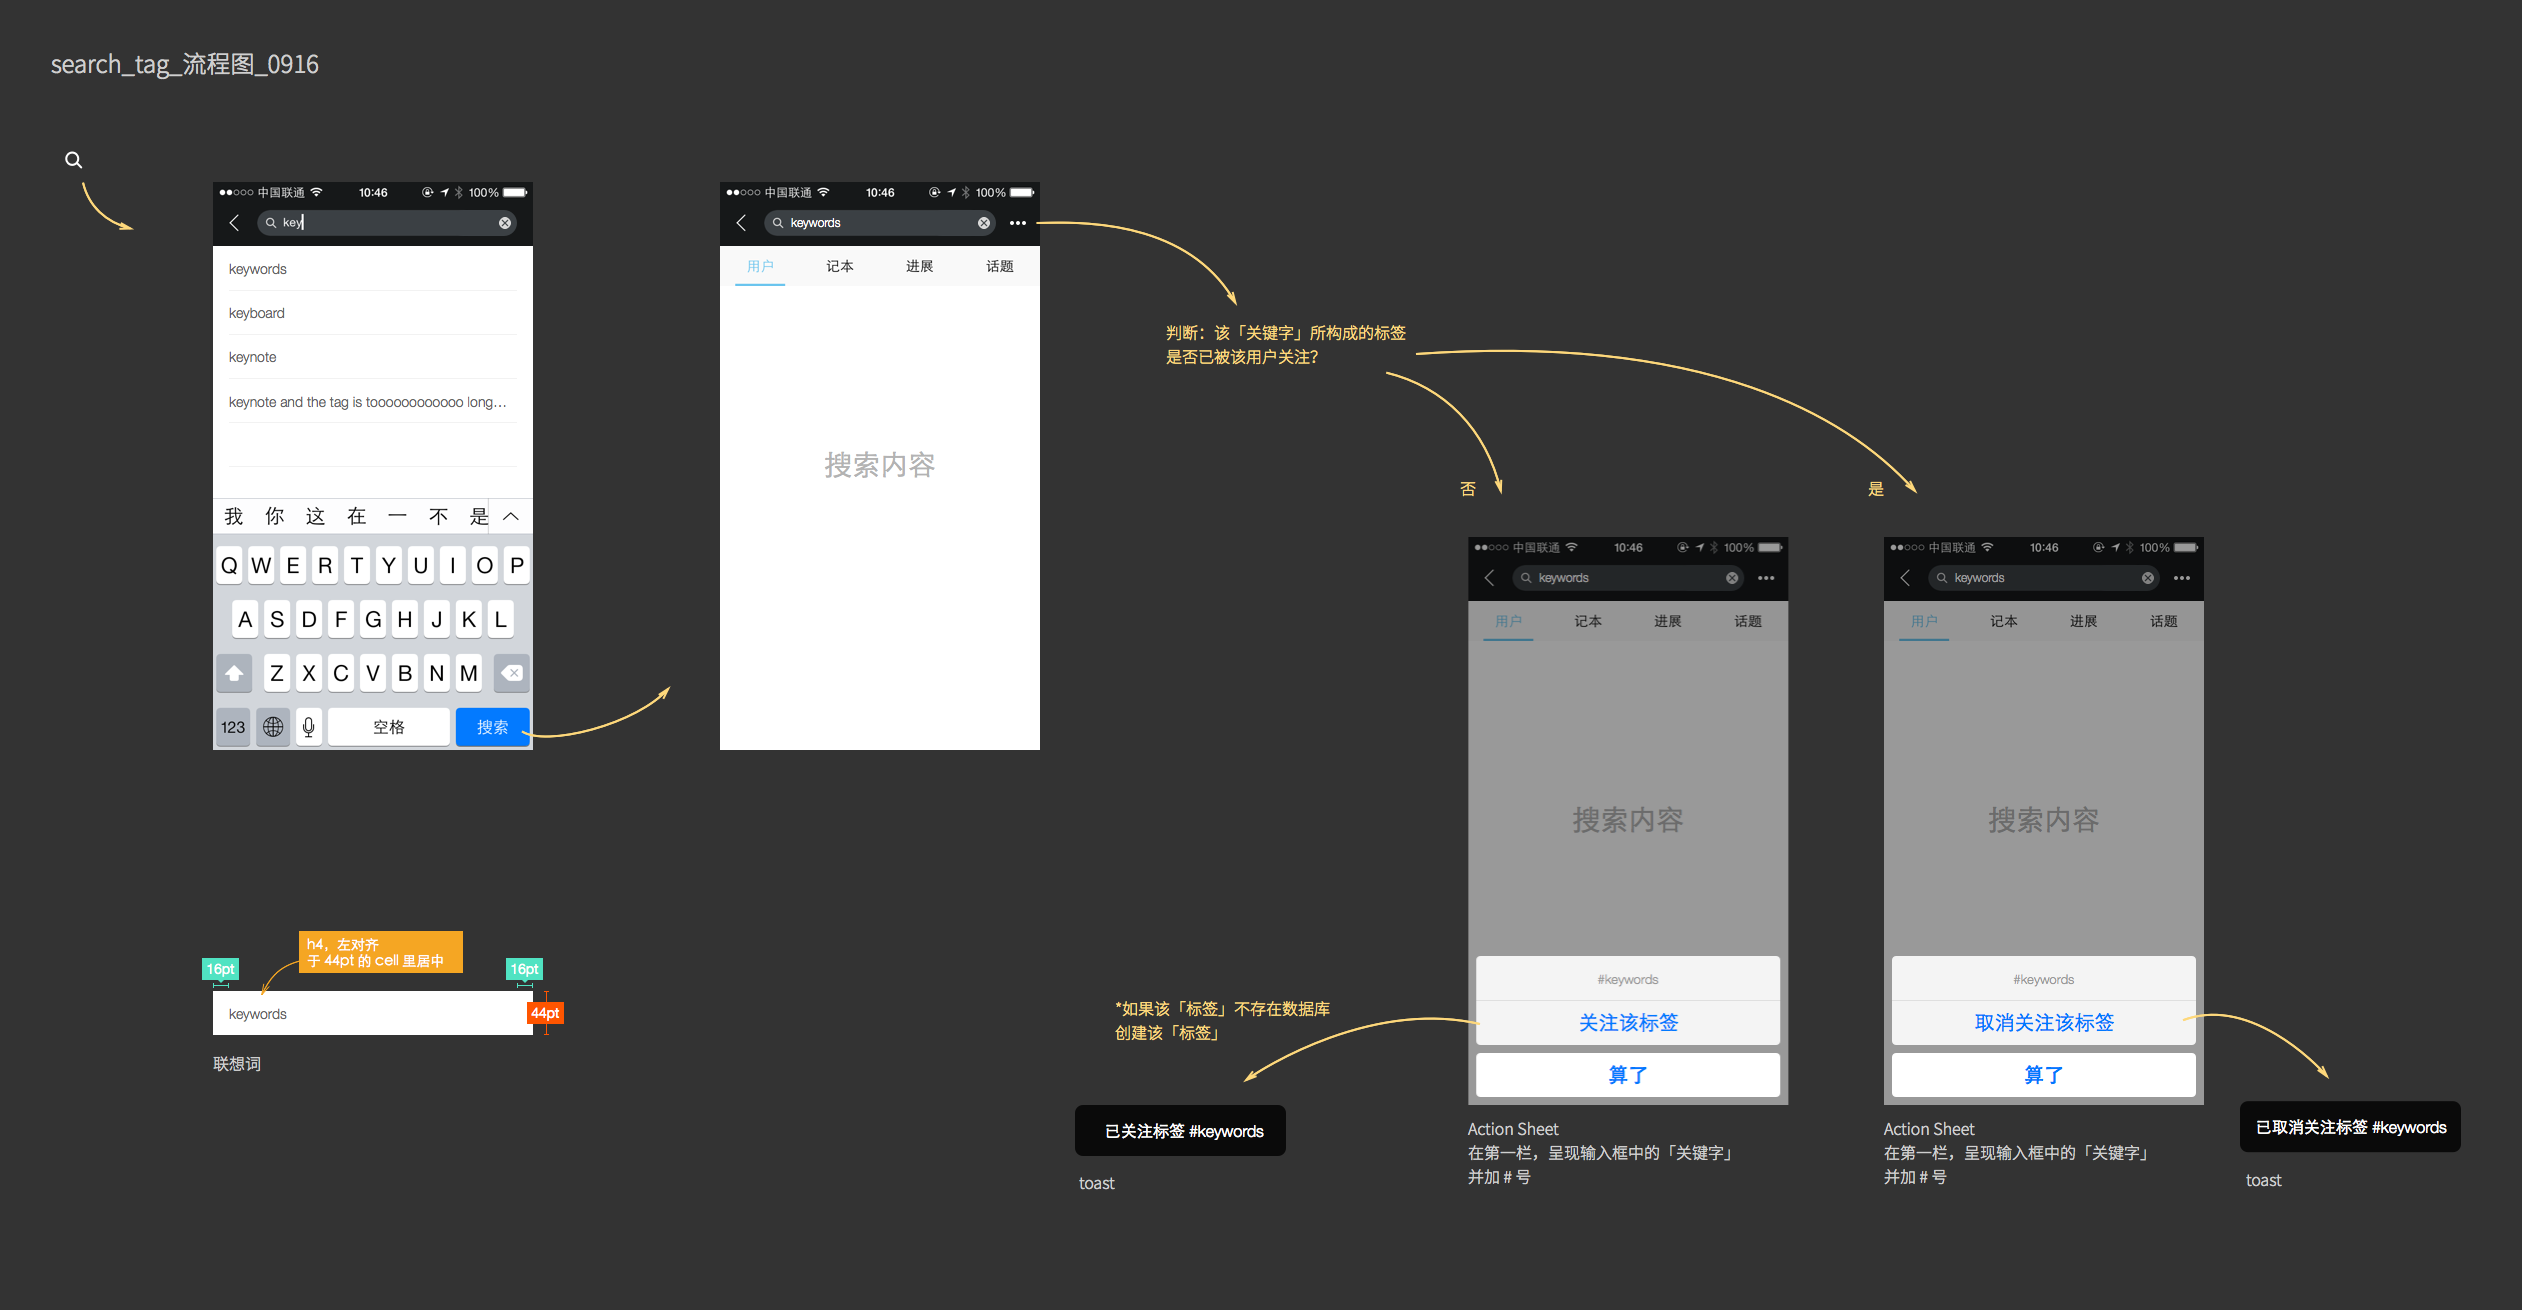 search_tag_流程图_0916
中国联通 10:46 100%
key
keywords
keyboard
keynote
keynote and the tag is toooooooooooo long...
我 你 这 在 一 不 是
Q W E R T Y U I O P
A S D F G H J K L
Z X C V B N M
123 空格 搜索
中国联通 10:46 100%
keywords
用户 记本 进展 话题
搜索内容
判断：该「关键字」所构成的标签
是否已被该用户关注?
否
是
中国联通 10:46 100%
keywords
用户 记本 进展 话题
搜索内容
#keywords
关注该标签
算了
Action Sheet
在第一栏，呈现输入框中的「关键字」
并加 # 号
中国联通 10:46 100%
keywords
用户 记本 进展 话题
搜索内容
#keywords
取消关注该标签
算了
Action Sheet
在第一栏，呈现输入框中的「关键字」
并加 # 号
*如果该「标签」不存在数据库
创建该「标签」
已关注标签 #keywords
toast
已取消关注标签 #keywords
toast
h4，左对齐
于 44pt 的 cell 里居中
16pt
16pt
keywords
44pt
联想词